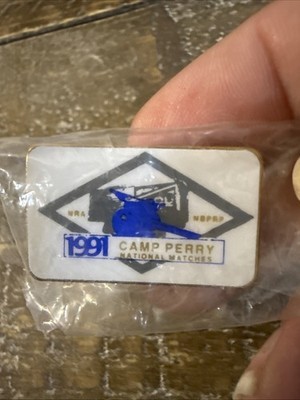 NRA NBPRP
1991 CAMP PERRY
NATIONAL MATCHES